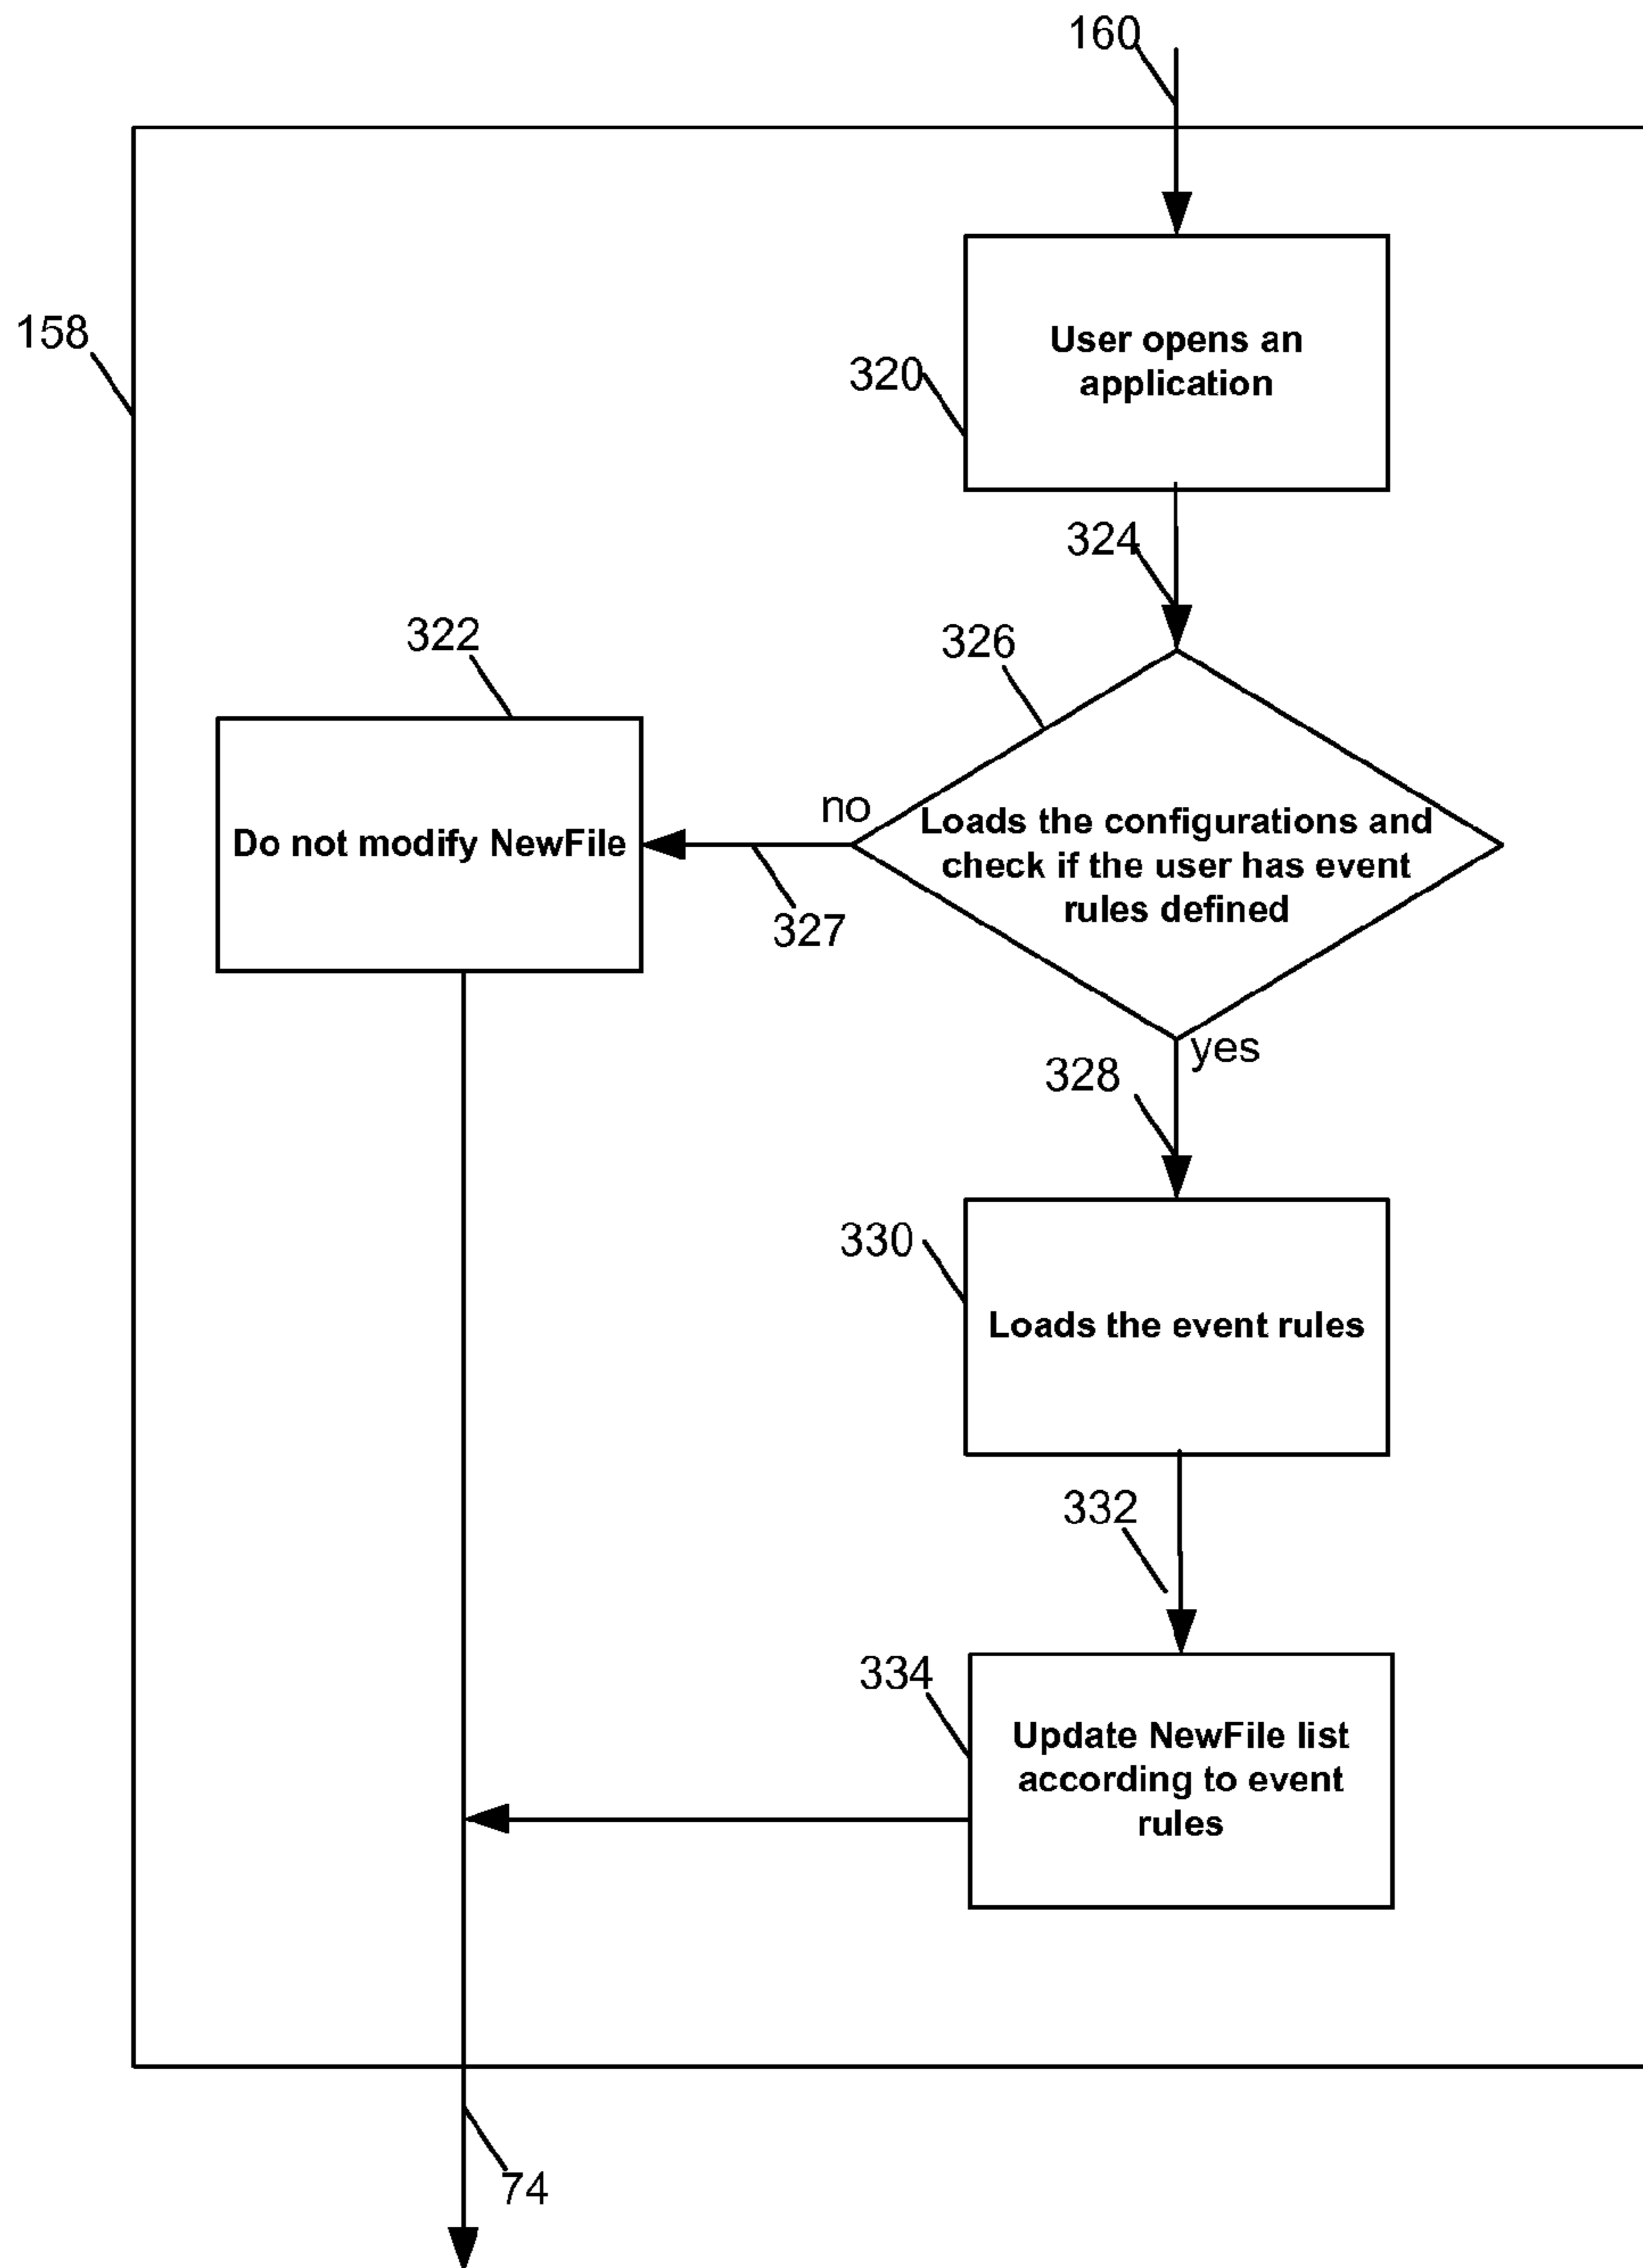 160
158
User opens an
application
320
324
322
326
no
Do not modify NewFile
Loads the configurations and
check if the user has event
rules defined
327
yes
328
330
Loads the event rules
332
334
Update NewFile list
according to event
rules
74